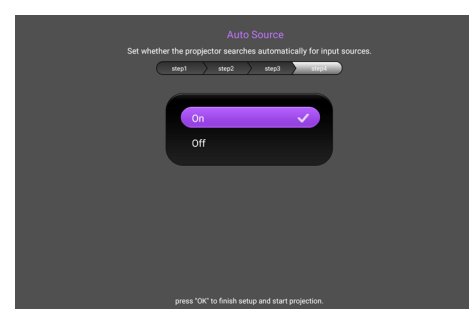 Auto Source
Set whether the propjector searches automatically for input sources.
step1 step2 step3 step4
On
Off
press "OK" to finish setup and start projection.